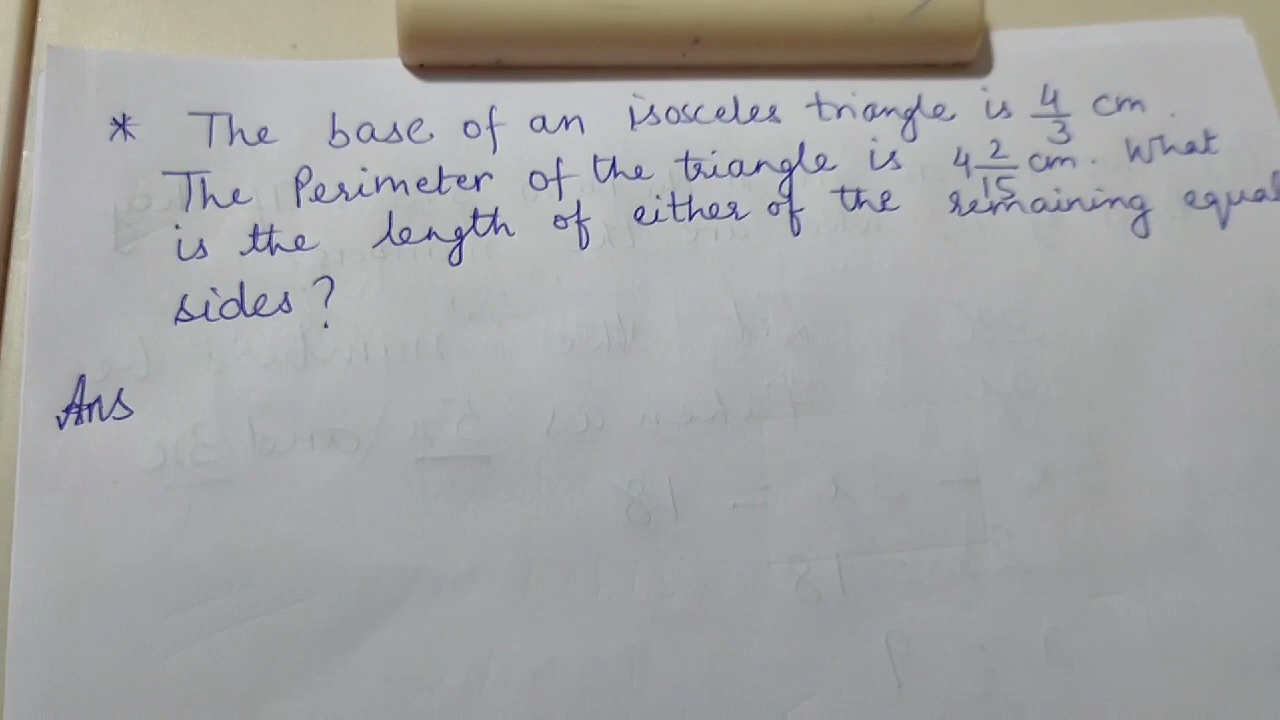 * The base of an isosceles triangle is 4/3 cm.
The Perimeter of the triangle is 4 2/15 cm. What
is the length of either of the remaining equal
sides?
Ans